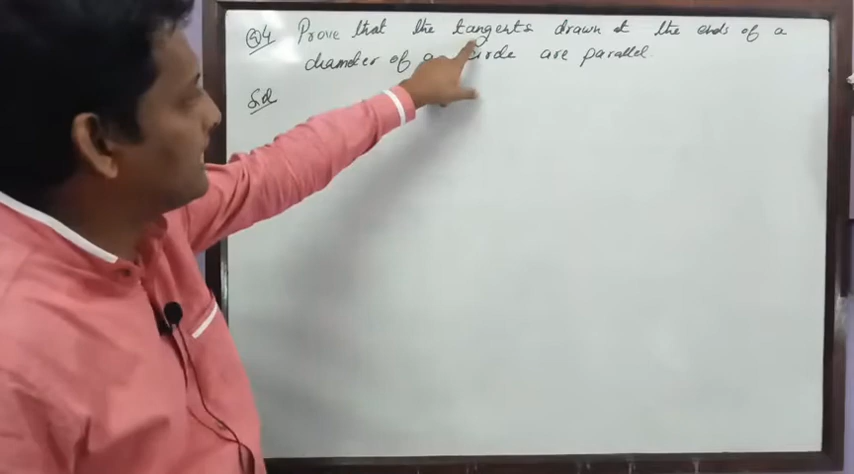 Q4 Prove that the tangents drawn at the ends of a
diameter of a circle are parallel.
Sol